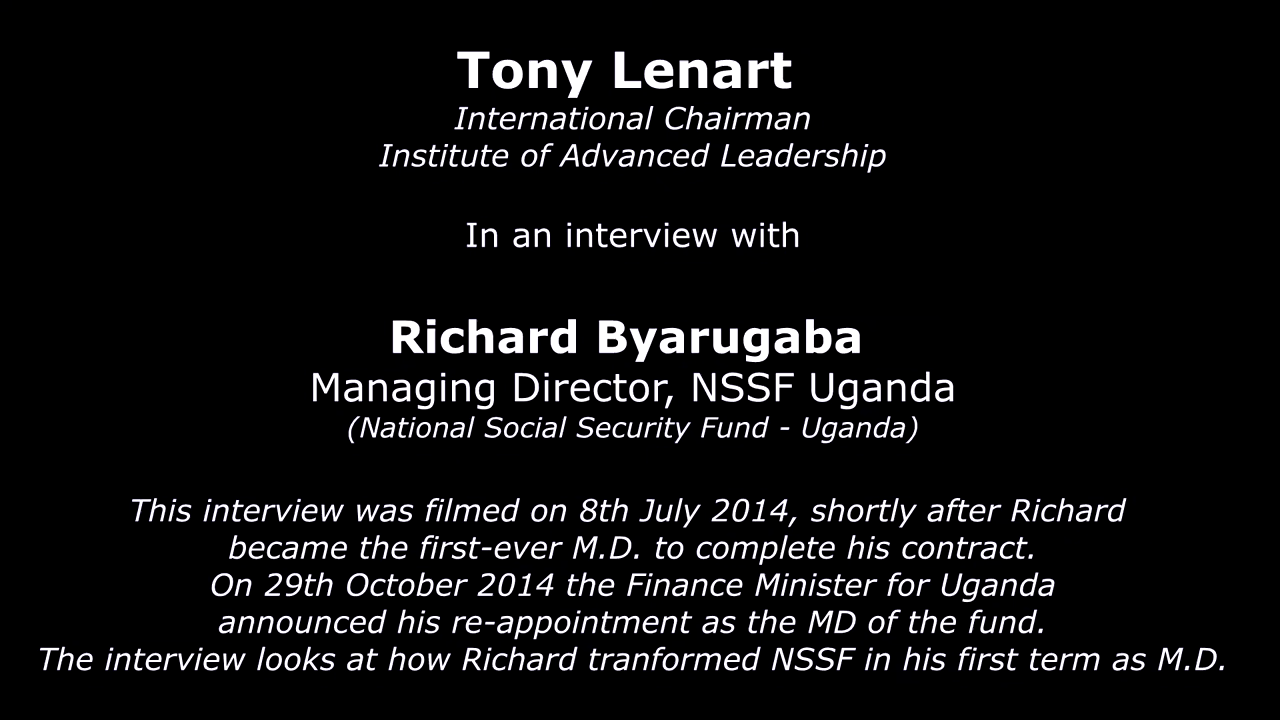 Tony Lenart
International Chairman
Institute of Advanced Leadership
In an interview with
Richard Byarugaba
Managing Director, NSSF Uganda
(National Social Security Fund - Uganda)
This interview was filmed on 8th July 2014, shortly after Richard
became the first-ever M.D. to complete his contract.
On 29th October 2014 the Finance Minister for Uganda
announced his re-appointment as the MD of the fund.
The interview looks at how Richard tranformed NSSF in his first term as M.D.